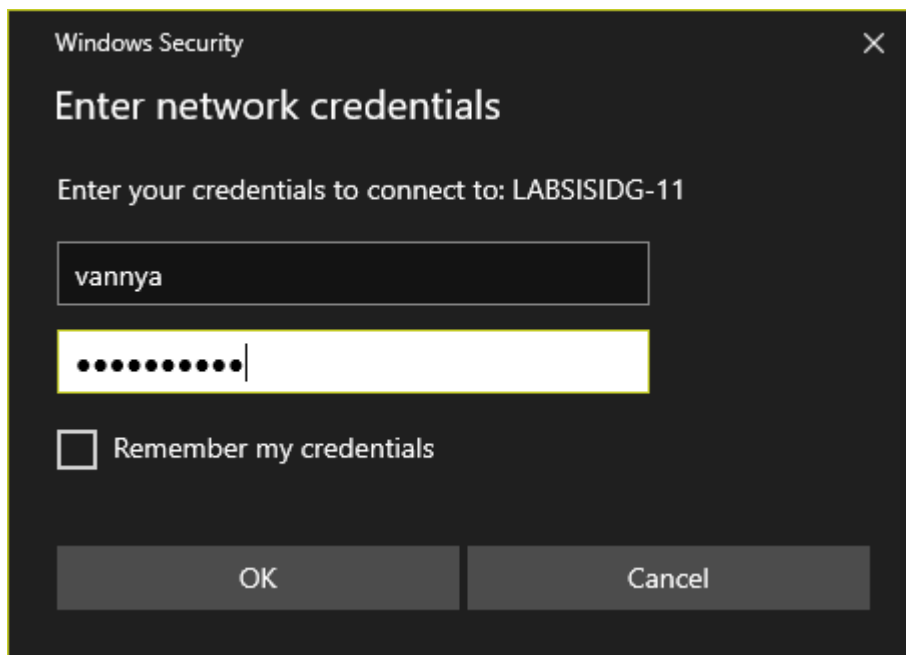 Windows Security
Enter network credentials
Enter your credentials to connect to: LABSISIDG-11
vannya
••••••••••
Remember my credentials
OK
Cancel